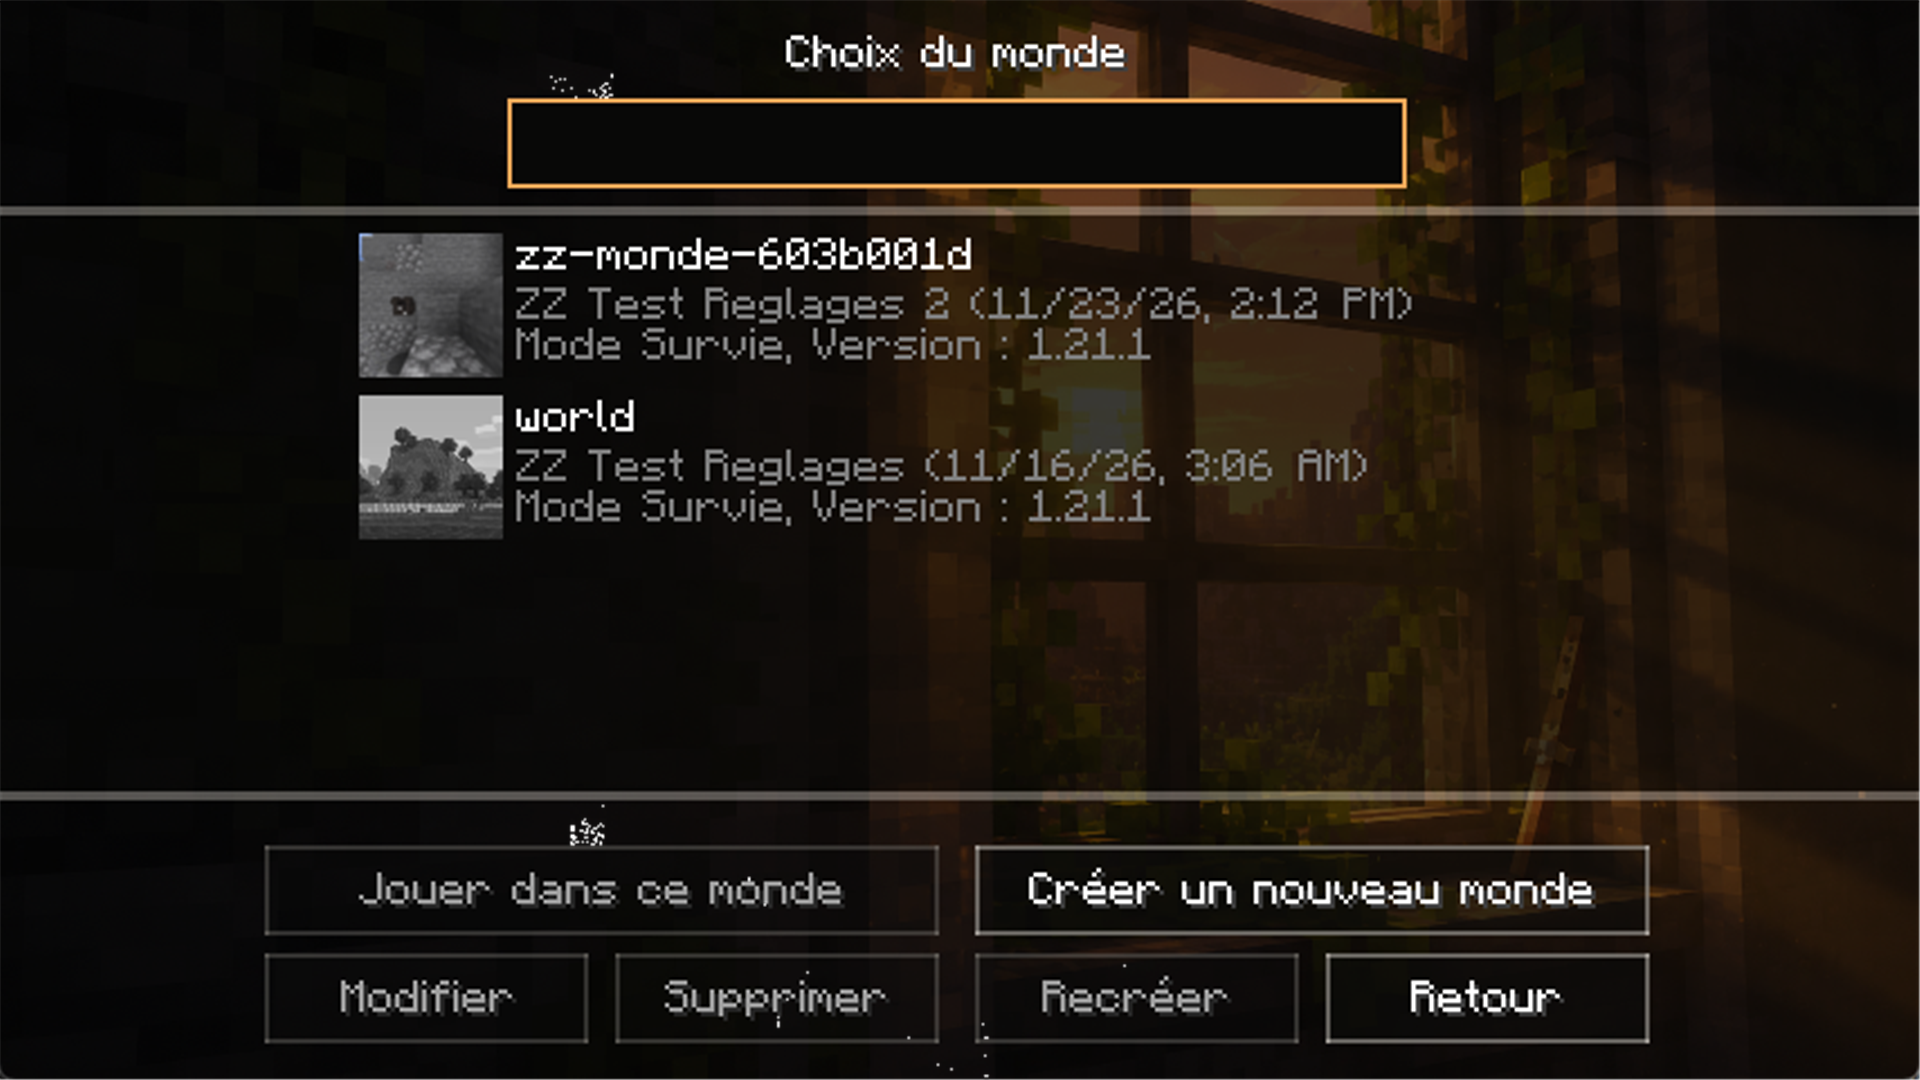 Choix du monde
zz-monde-603b001d
ZZ Test Reglages 2 (11/23/26, 2:12 PM)
Mode Survie, Version : 1.21.1
world
ZZ Test Reglages (11/16/26, 3:06 AM)
Mode Survie, Version : 1.21.1
Jouer dans ce monde
Créer un nouveau monde
Modifier
Supprimer
Recréer
Retour